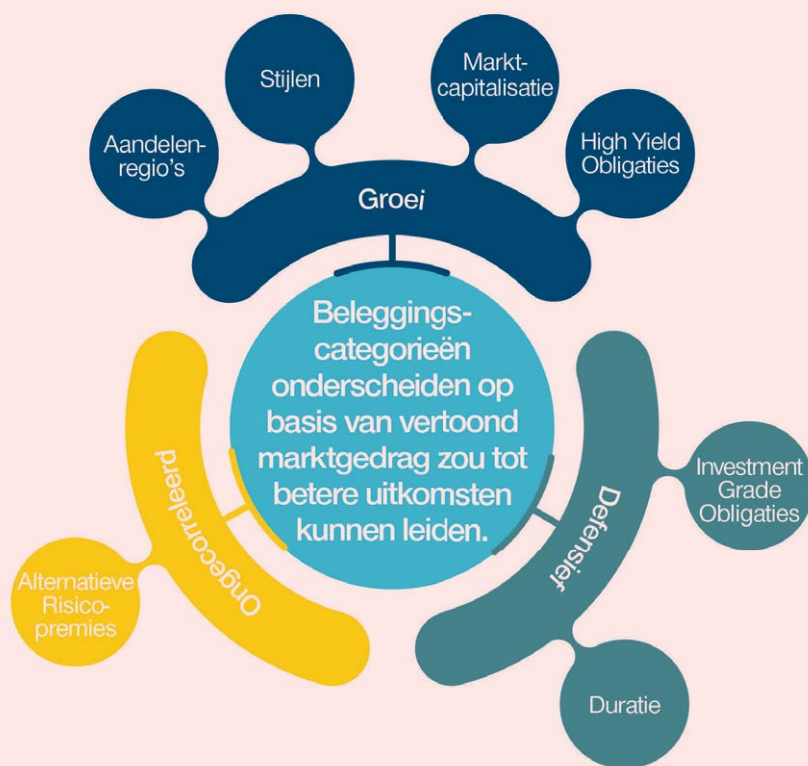 Stijlen
Markt-
capitalisatie
Aandelen-
regio's
High Yield
Obligaties
Groei
Beleggings-
categorieën
onderscheiden op
basis van vertoond
marktgedrag zou tot
betere uitkomsten
kunnen leiden.
Ongecorreleerd
Alternatieve
Risico-
premies
Defensief
Investment
Grade
Obligaties
Duratie